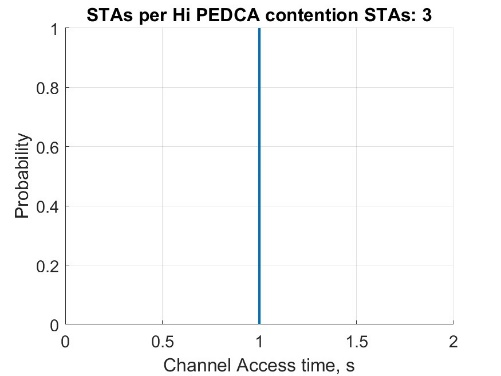 STAs per Hi PEDCA contention STAs: 3
1
0.8
0.6
0.4
0.2
0
Probability
0 0.5 1 1.5 2
Channel Access time, s